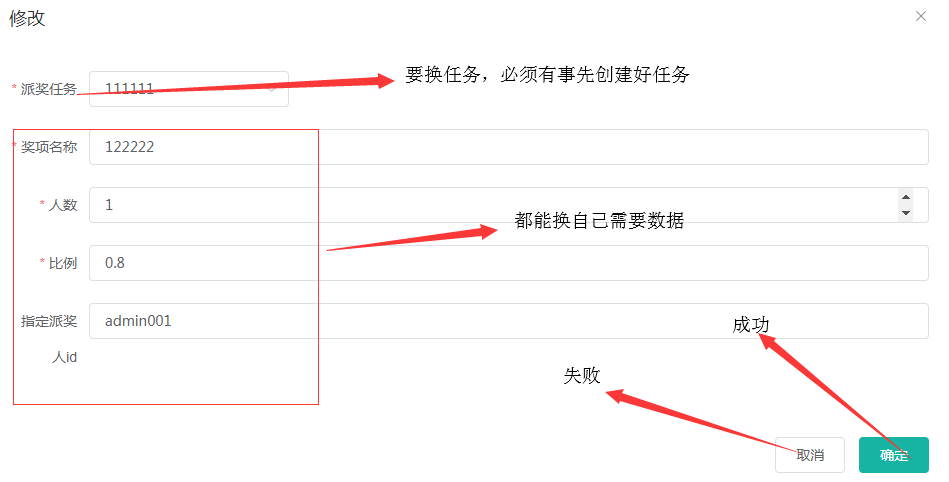 修改
* 派奖任务 111111
要换任务，必须有事先创建好任务
* 奖项名称 122222
* 人数 1
都能换自己需要数据
* 比例 0.8
指定派奖人id admin001
成功
失败
取消 确定